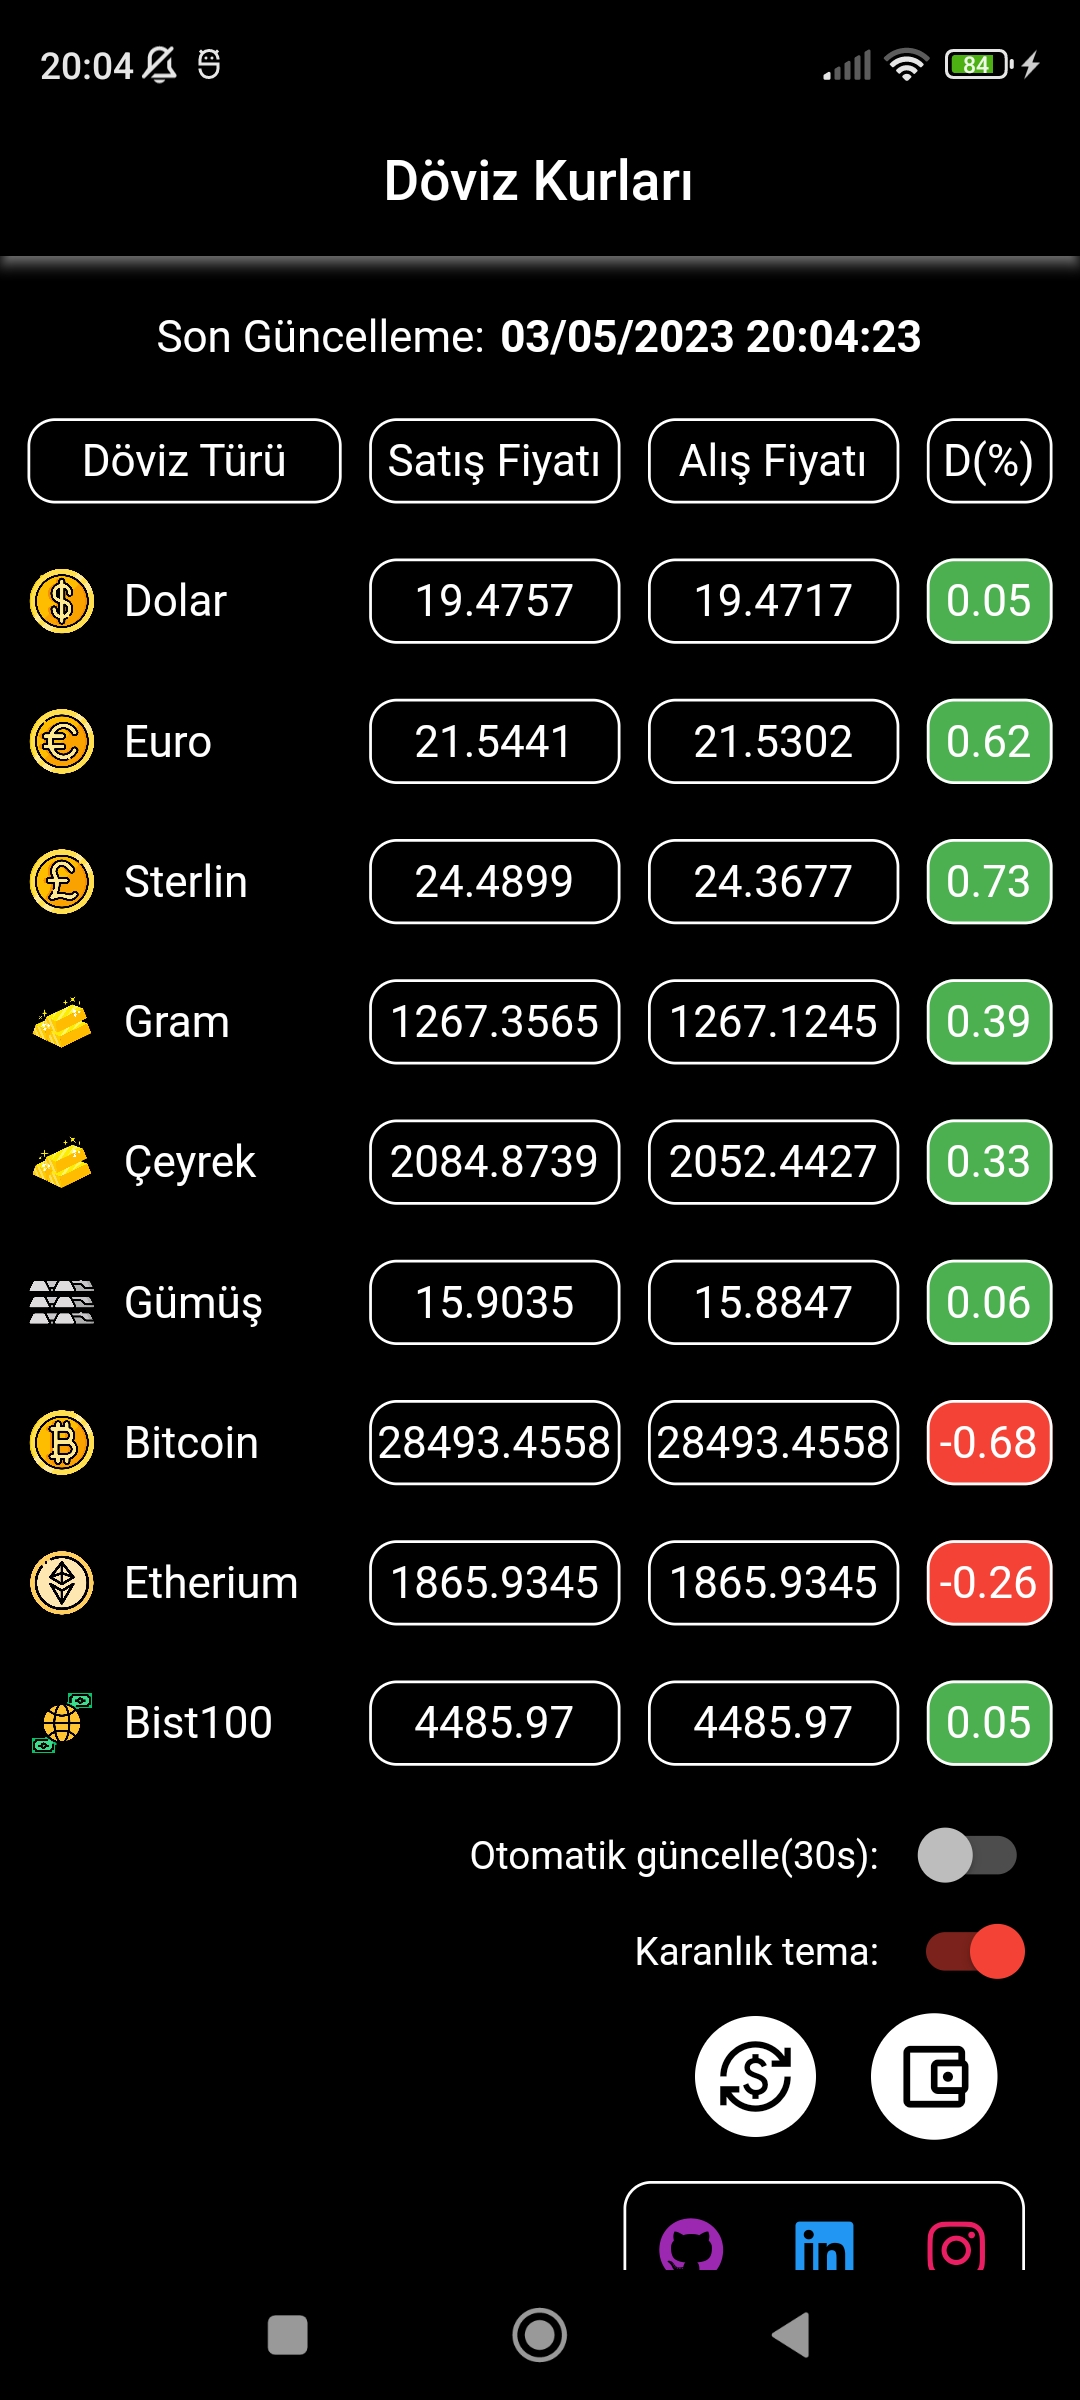 20:04
84
Döviz Kurları
Son Güncelleme: 03/05/2023 20:04:23
Döviz Türü Satış Fiyatı Alış Fiyatı D(%)
Dolar 19.4757 19.4717 0.05
Euro 21.5441 21.5302 0.62
Sterlin 24.4899 24.3677 0.73
Gram 1267.3565 1267.1245 0.39
Çeyrek 2084.8739 2052.4427 0.33
Gümüş 15.9035 15.8847 0.06
Bitcoin 28493.4558 28493.4558 -0.68
Etherium 1865.9345 1865.9345 -0.26
Bist100 4485.97 4485.97 0.05
Otomatik güncelle(30s):
Karanlık tema:
in